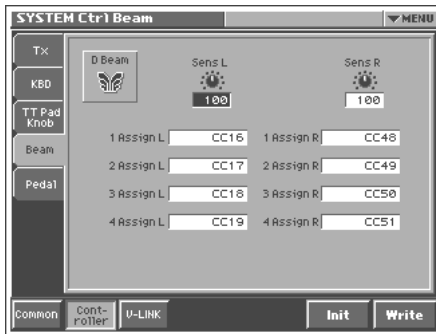 SYSTEM Ctrl Beam
▼MENU
Tx
KBD
TT Pad
Knob
Beam
Pedal
D Beam
Sens L
Sens R
100
100
1 Assign L CC16 1 Assign R CC48
2 Assign L CC17 2 Assign R CC49
3 Assign L CC18 3 Assign R CC50
4 Assign L CC19 4 Assign R CC51
Common
Cont-
roller
V-LINK
Init
Write